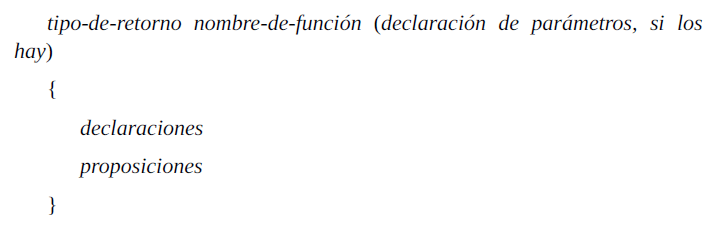 tipo-de-retorno nombre-de-función (declaración de parámetros, si los
hay)
{
declaraciones
proposiciones
}